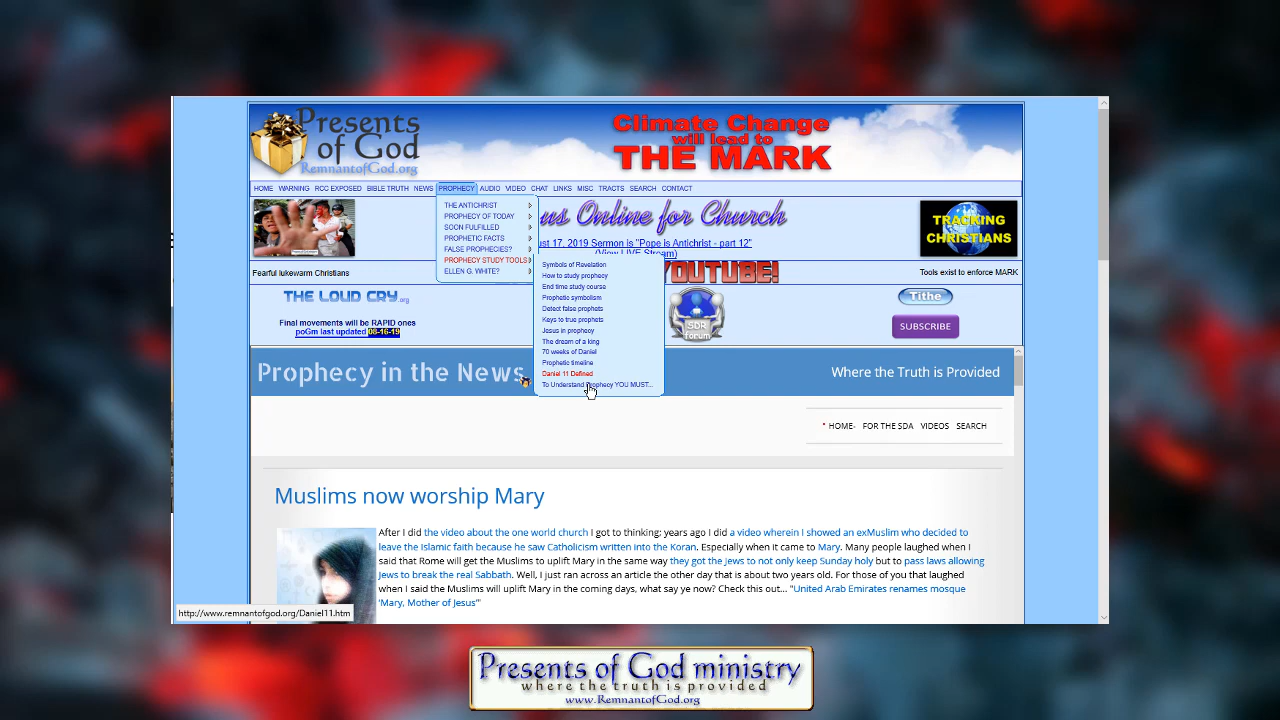 Presents
of God
RemnantofGod.org
Climate Change
will lead to
THE MARK
HOME WARNING RCC EXPOSED BIBLE TRUTH NEWS PROPHECY AUDIO VIDEO CHAT LINKS MISC TRACTS SEARCH CONTACT
THE ANTICHRIST
PROPHECY OF TODAY
SOON FULFILLED
PROPHETIC FACTS
FALSE PROPHECIES?
PROPHECY STUDY TOOLS
ELLEN G. WHITE?
us Online for Church
ust 17, 2019 Sermon is "Pope is Antichrist - part 12"
(View LIVE Stream)
TRACKING
CHRISTIANS
Fearful lukewarm Christians
YOUTUBE!
Tools exist to enforce MARK
Symbols of Revelation
How to study prophecy
End time study course
Prophetic symbolism
Detect false prophets
Keys to true prophets
Jesus in prophecy
The dream of a king
70 weeks of Daniel
Prophetic timeline
Daniel 11 Defined
To Understand Prophecy YOU MUST...
THE LOUD CRY.org
Final movements will be RAPID ones
poGm last updated 08-16-19
SDR
forum
Tithe
SUBSCRIBE
Prophecy in the News
Where the Truth is Provided
* HOME- FOR THE SDA VIDEOS SEARCH
Muslims now worship Mary
After I did the video about the one world church I got to thinking; years ago I did a video wherein I showed an exMuslim who decided to
leave the Islamic faith because he saw Catholicism written into the Koran. Especially when it came to Mary. Many people laughed when I
said that Rome will get the Muslims to uplift Mary in the same way they got the Jews to not only keep Sunday holy but to pass laws allowing
Jews to break the real Sabbath. Well, I just ran across an article the other day that is about two years old. For those of you that laughed
when I said the Muslims will uplift Mary in the coming days, what say ye now? Check this out... "United Arab Emirates renames mosque
'Mary, Mother of Jesus'"
http://www.remnantofgod.org/Daniel11.htm
Presents of God ministry
where the truth is provided
www.RemnantofGod.org